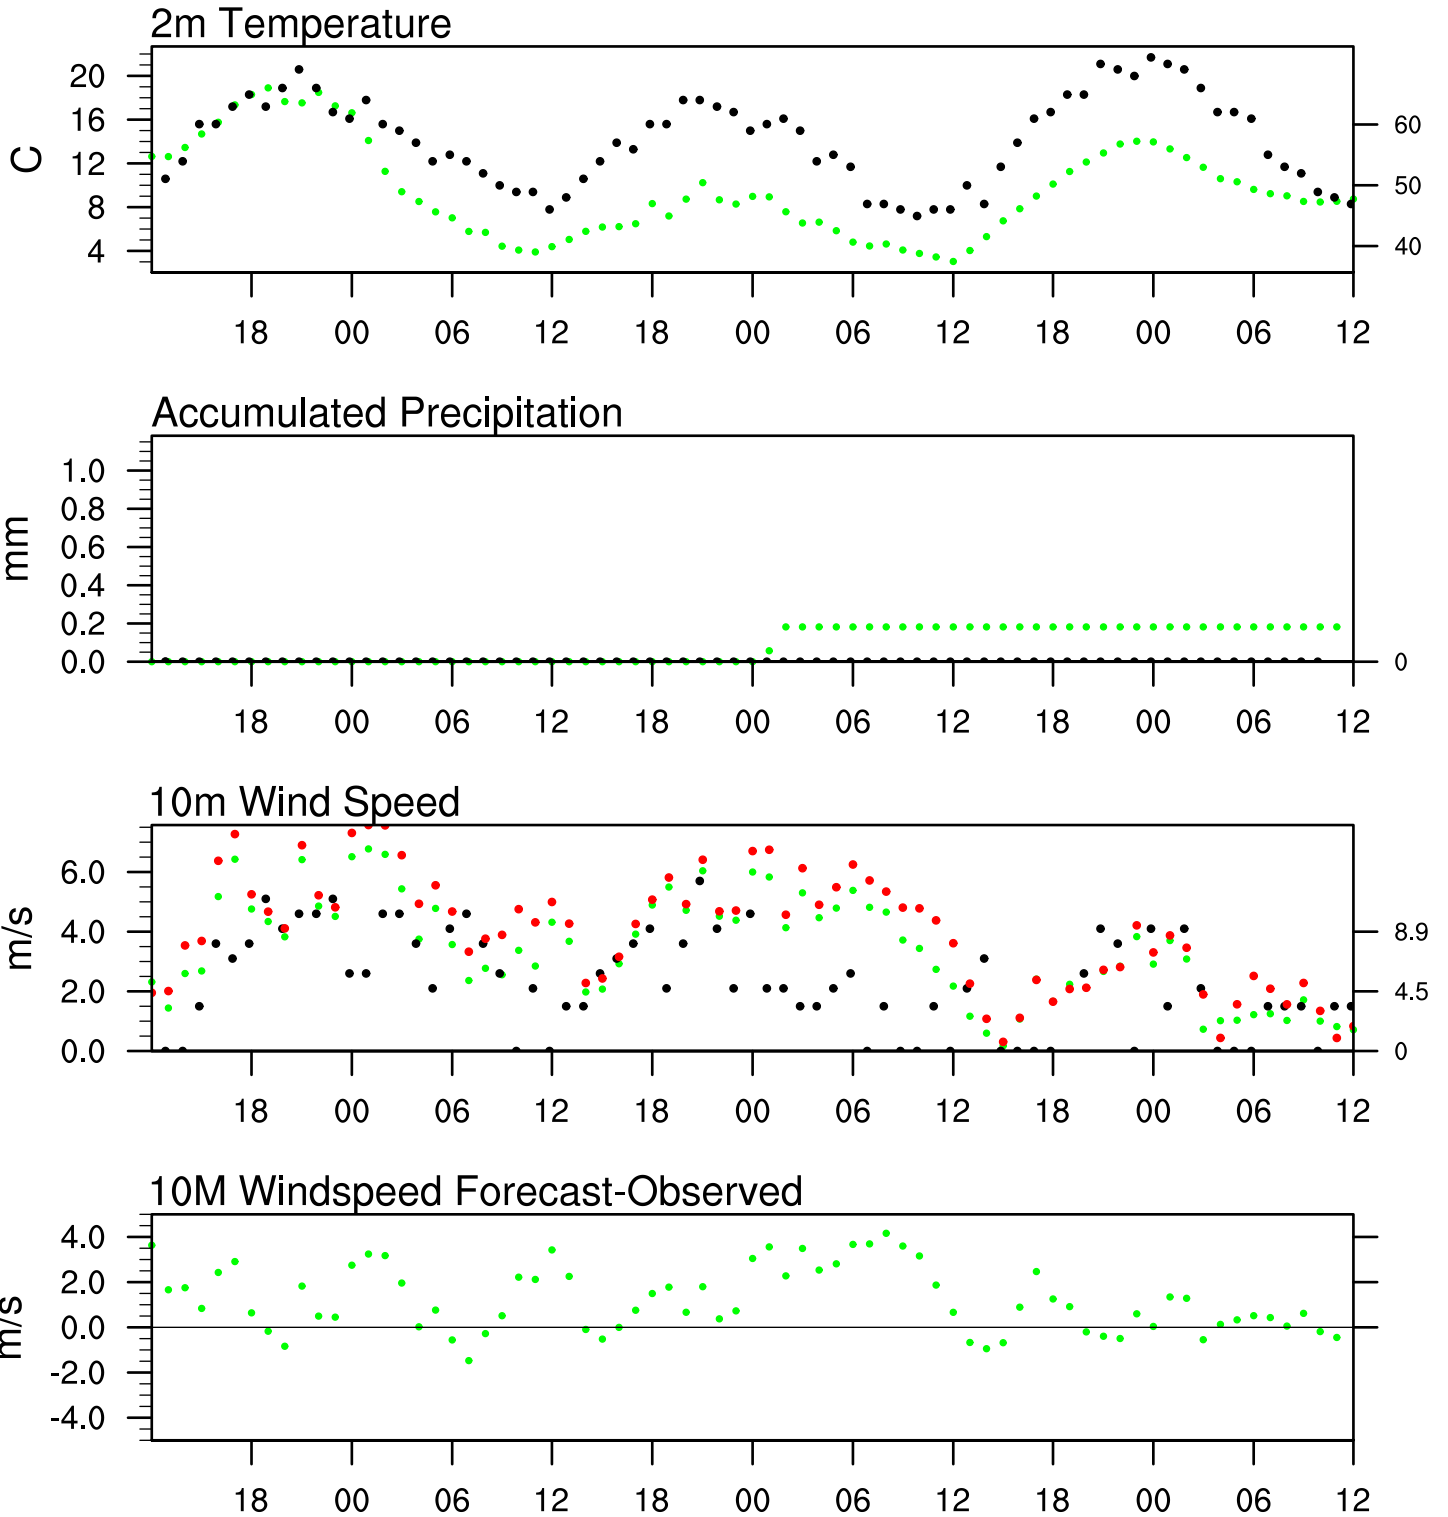 2m Temperature
C
20
16
12
8
4
60
50
40
18 00 06 12 18 00 06 12 18 00 06 12
Accumulated Precipitation
mm
1.0
0.8
0.6
0.4
0.2
0.0
0
18 00 06 12 18 00 06 12 18 00 06 12
10m Wind Speed
m/s
6.0
4.0
2.0
0.0
8.9
4.5
0
18 00 06 12 18 00 06 12 18 00 06 12
10M Windspeed Forecast-Observed
m/s
4.0
2.0
0.0
-2.0
-4.0
18 00 06 12 18 00 06 12 18 00 06 12